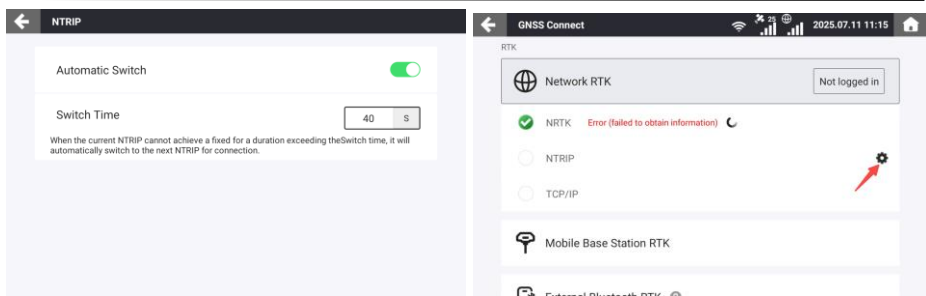 NTRIP
Automatic Switch
Switch Time
40 S
When the current NTRIP cannot achieve a fixed for a duration exceeding theSwitch time, it will
automatically switch to the next NTRIP for connection.
GNSS Connect
25
2025.07.11 11:15
RTK
Network RTK
Not logged in
NRTK Error (failed to obtain information)
NTRIP
TCP/IP
Mobile Base Station RTK
External Bluetooth RTK